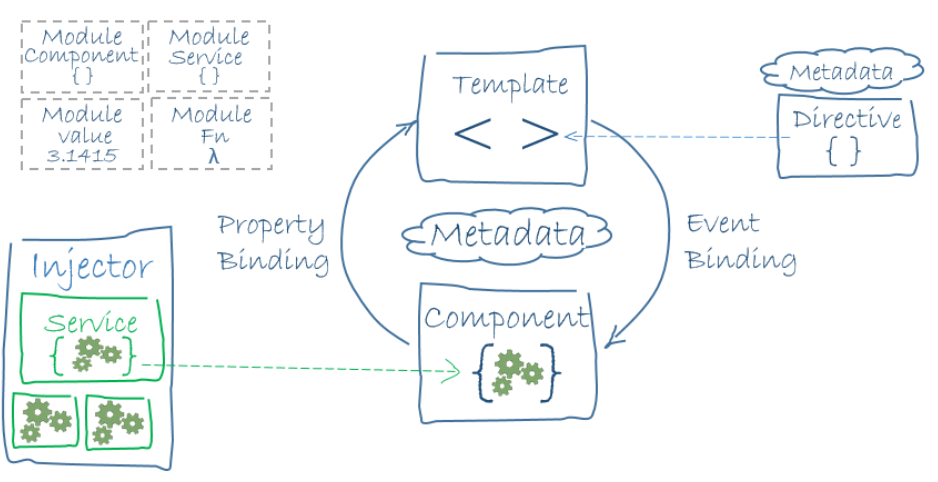 Module
Component
{ }
Module
Service
{ }
Module
value
3.1415
Module
Fn
λ
Template
< >
Metadata
Directive
{ }
Property
Binding
Metadata
Event
Binding
Injector
Service
{ }
Component
{ }